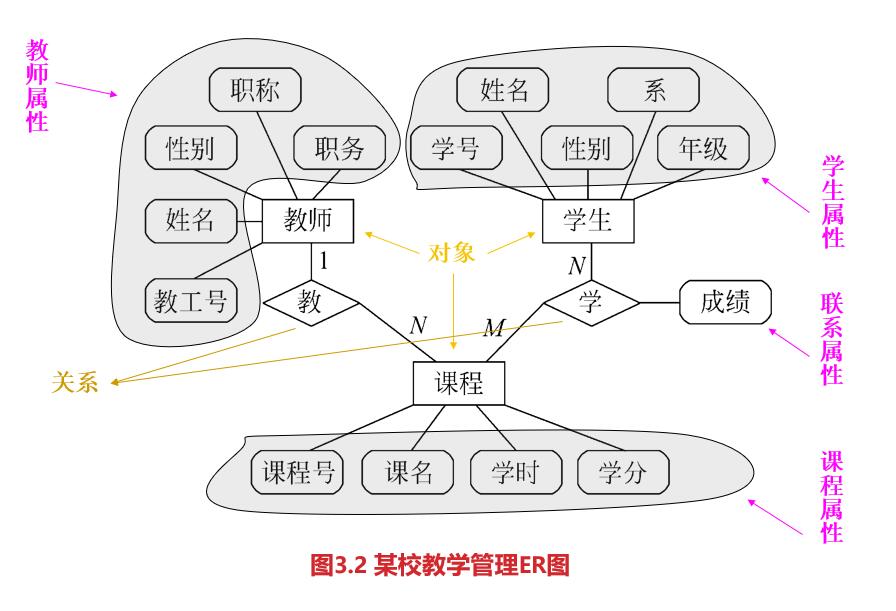 教师属性
职称
性别
职务
姓名
教师
教工号
1
教
N
姓名
系
学号
性别
年级
学生
学生属性
对象
N
学
成绩
联系属性
M
关系
课程
课程号
课名
学时
学分
课程属性
图3.2 某校教学管理ER图